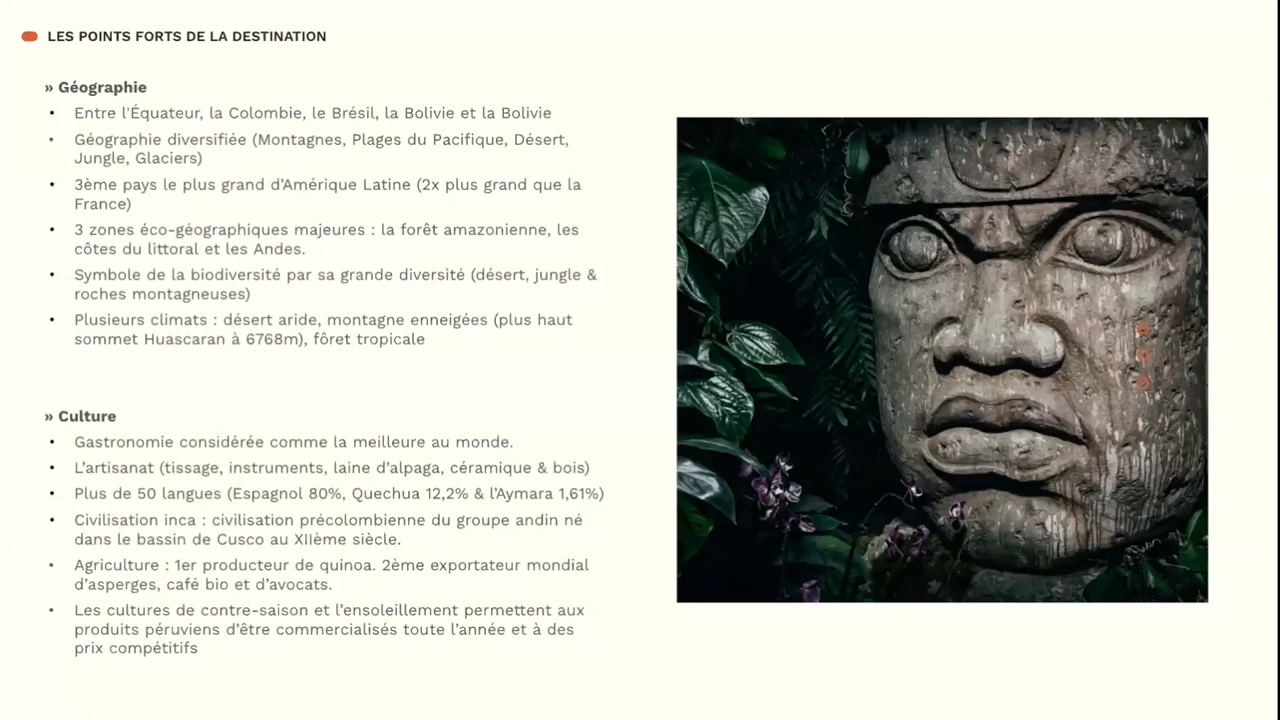 LES POINTS FORTS DE LA DESTINATION
» Géographie
• Entre l'Équateur, la Colombie, le Brésil, la Bolivie et la Bolivie
• Géographie diversifiée (Montagnes, Plages du Pacifique, Désert,
Jungle, Glaciers)
• 3ème pays le plus grand d'Amérique Latine (2x plus grand que la
France)
• 3 zones éco-géographiques majeures : la forêt amazonienne, les
côtes du littoral et les Andes.
• Symbole de la biodiversité par sa grande diversité (désert, jungle &
roches montagneuses)
• Plusieurs climats : désert aride, montagne enneigées (plus haut
sommet Huascaran à 6768m), fôret tropicale
» Culture
• Gastronomie considérée comme la meilleure au monde.
• L'artisanat (tissage, instruments, laine d'alpaga, céramique & bois)
• Plus de 50 langues (Espagnol 80%, Quechua 12,2% & l'Aymara 1,61%)
• Civilisation inca : civilisation précolombienne du groupe andin né
dans le bassin de Cusco au XIIème siècle.
• Agriculture : 1er producteur de quinoa. 2ème exportateur mondial
d'asperges, café bio et d'avocats.
• Les cultures de contre-saison et l'ensoleillement permettent aux
produits péruviens d'être commercialisés toute l'année et à des
prix compétitifs